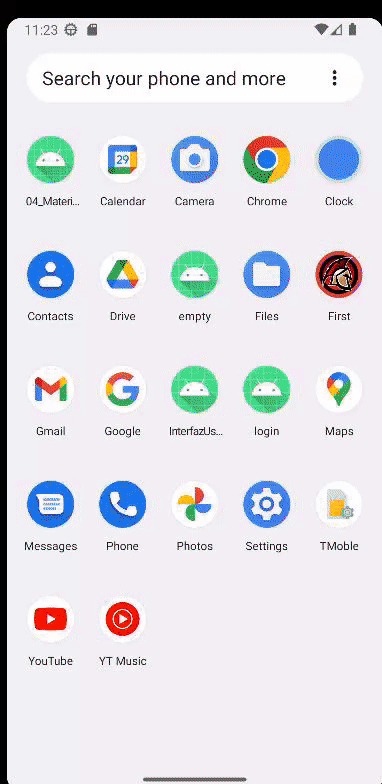 11:23
Search your phone and more
29
04_Materi...
Calendar
Camera
Chrome
Clock
Contacts
Drive
empty
Files
First
Gmail
Google
InterfazUs...
login
Maps
Messages
Phone
Photos
Settings
TMoble
YouTube
YT Music